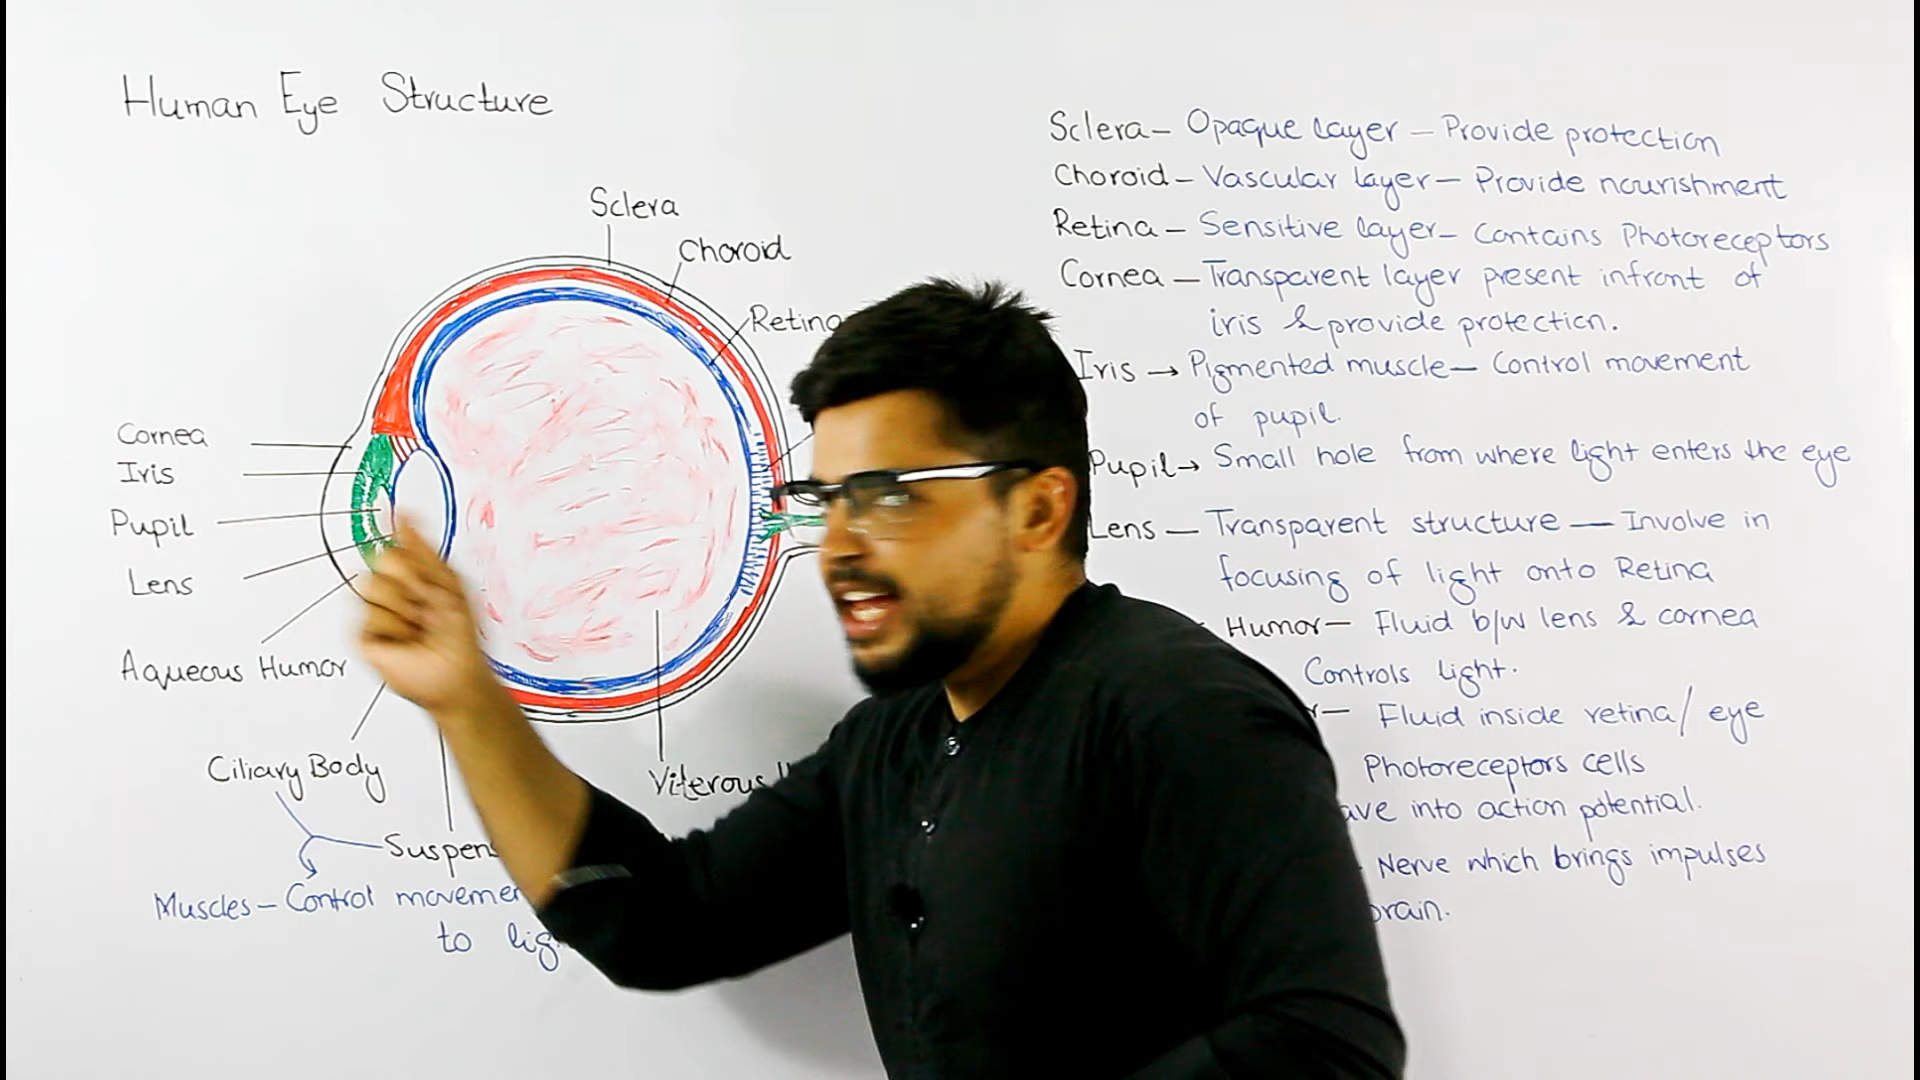 Human Eye Structure
Sclera
Choroid
Retina
Cornea
Iris
Pupil
Lens
Aqueous Humor
Ciliary Body
Viterous
Muscles - Control
to
Sclera - Opaque layer - Provide protection
Choroid - Vascular layer - Provide nourishment
Retina - Sensitive layer - Contains Photoreceptors
Cornea - Transparent layer present infront of
iris & provide protection.
Iris → Pigmented muscle - Control movement
of pupil.
Pupil → Small hole from where light enters the eye
Lens - Transparent structure - Involve in
focusing of light onto Retina
Humor - Fluid b/w lens & cornea
Controls light.
Fluid inside retina/ eye
Photoreceptors cells
into action potential.
Nerve which brings impulses
brain.